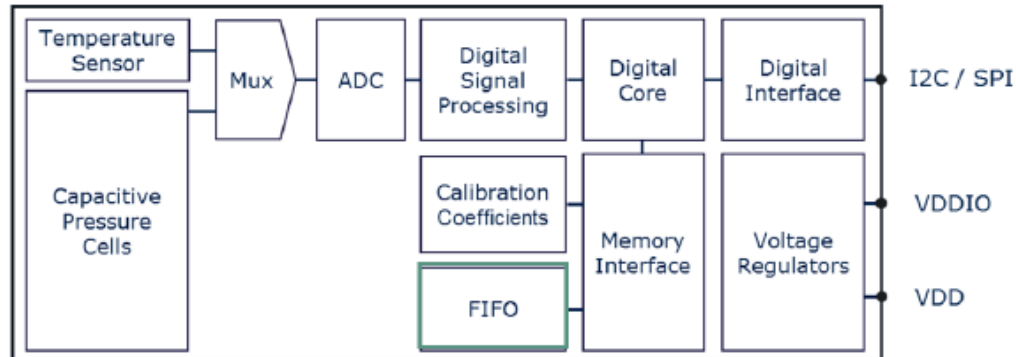 Temperature
Sensor
Mux
ADC
Digital
Signal
Processing
Digital
Core
Digital
Interface
I2C / SPI
Capacitive
Pressure
Cells
Calibration
Coefficients
Memory
Interface
Voltage
Regulators
VDDIO
FIFO
VDD